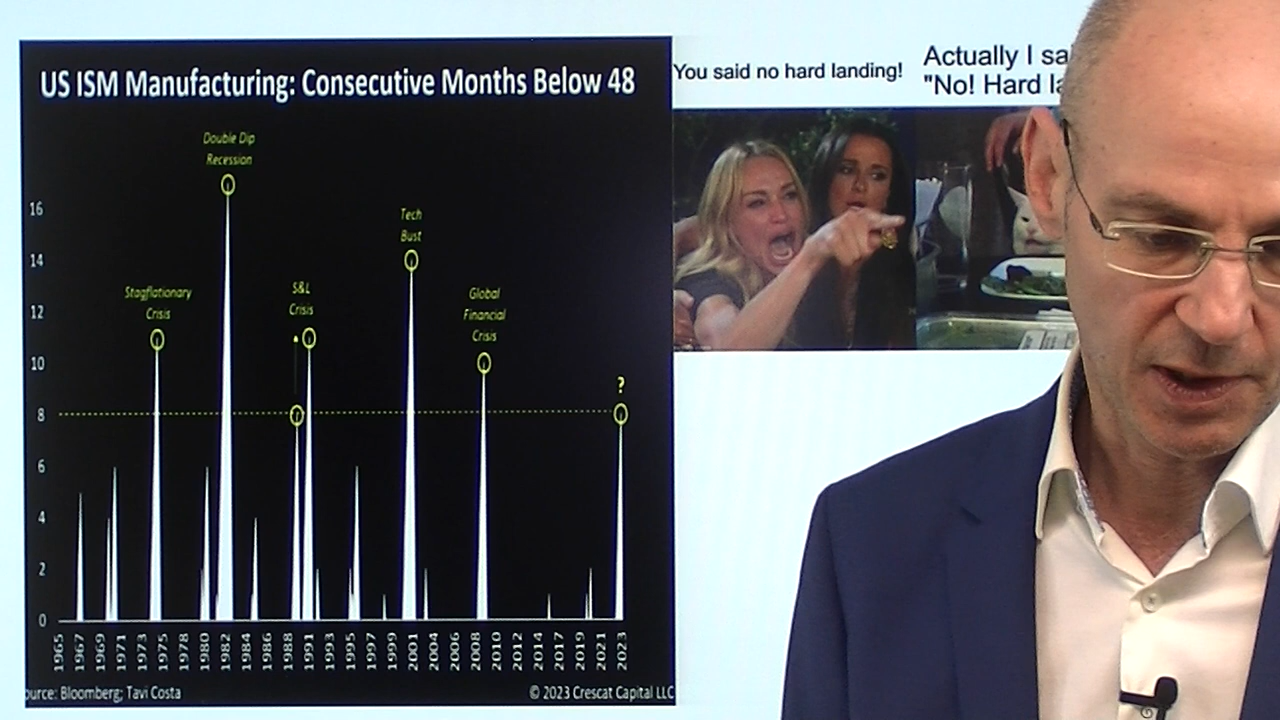 US ISM Manufacturing: Consecutive Months Below 48
Double Dip
Recession
Tech
Bust
Stagflationary
Crisis
S&L
Crisis
Global
Financial
Crisis
?
16
14
12
10
8
6
4
2
0
1965 1967 1969 1971 1973 1975 1978 1980 1982 1984 1986 1988 1991 1993 1995 1997 1999 2001 2004 2006 2008 2010 2012 2014 2017 2019 2021 2023
ource: Bloomberg; Tavi Costa
© 2023 Crescat Capital LLC
You said no hard landing!
Actually I sa
"No! Hard la